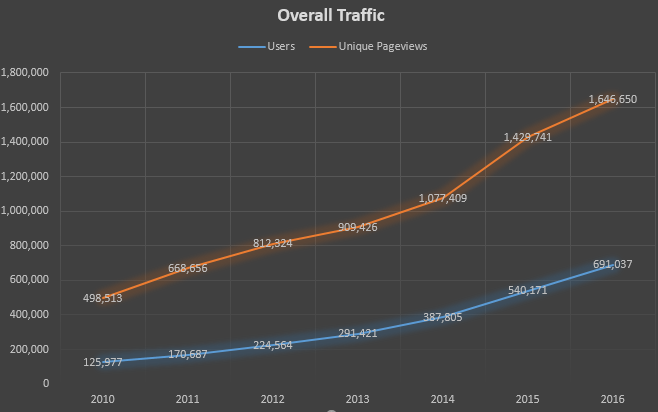 Overall Traffic
Users Unique Pageviews
1,800,000
1,600,000
1,400,000
1,200,000
1,000,000
800,000
600,000
400,000
200,000
0
498,513 668,656 812,324 909,426 1,077,409 1,429,741 1,646,650
125,977 170,687 224,564 291,421 387,805 540,171 691,037
2010 2011 2012 2013 2014 2015 2016